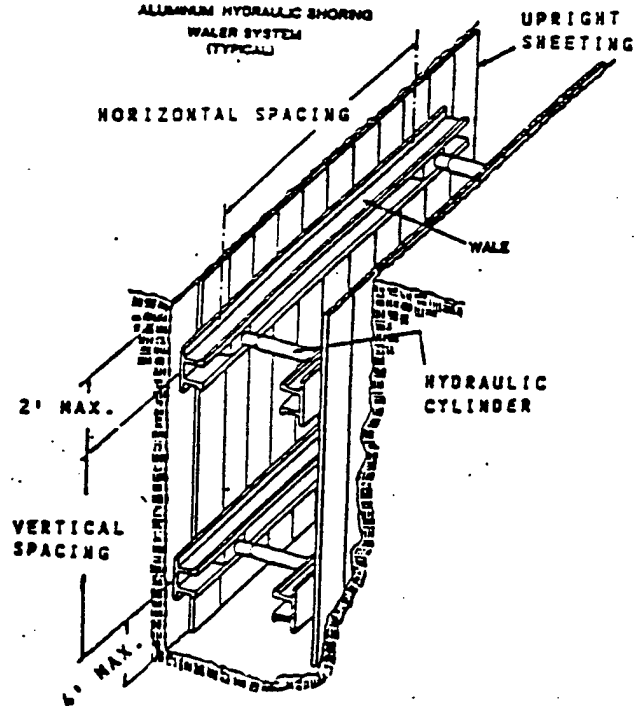 ALUMINUM HYDRAULIC SHORING
WALER SYSTEM
(TYPICAL)
UPRIGHT
SHEETING
HORIZONTAL SPACING
WALE
HYDRAULIC
CYLINDER
2' MAX.
VERTICAL
SPACING
MAX.